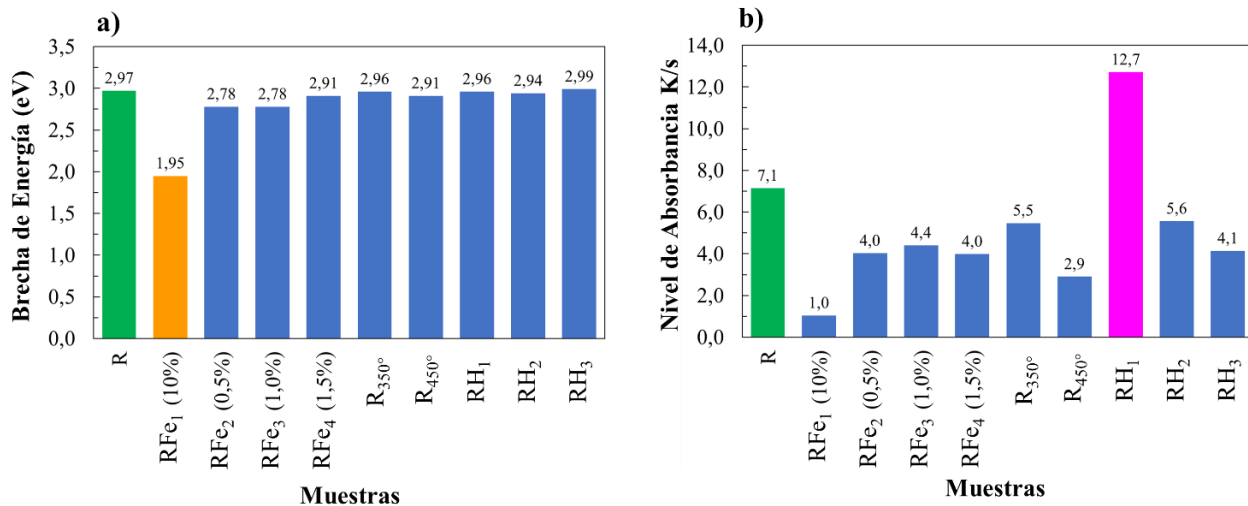 a)
Brecha de Energía (eV)
3,5
3,0
2,5
2,0
1,5
1,0
0,5
0,0
2,97
1,95
2,78
2,78
2,91
2,96
2,91
2,96
2,94
2,99
R
RFe₁ (10%)
RFe₂ (0,5%)
RFe₃ (1,0%)
RFe₄ (1,5%)
R₃₅₀°
R₄₅₀°
RH₁
RH₂
RH₃
Muestras
b)
Nivel de Absorbancia K/s
14,0
12,0
10,0
8,0
6,0
4,0
2,0
0,0
7,1
1,0
4,0
4,4
4,0
5,5
2,9
12,7
5,6
4,1
R
RFe₁ (10%)
RFe₂ (0,5%)
RFe₃ (1,0%)
RFe₄ (1,5%)
R₃₅₀°
R₄₅₀°
RH₁
RH₂
RH₃
Muestras